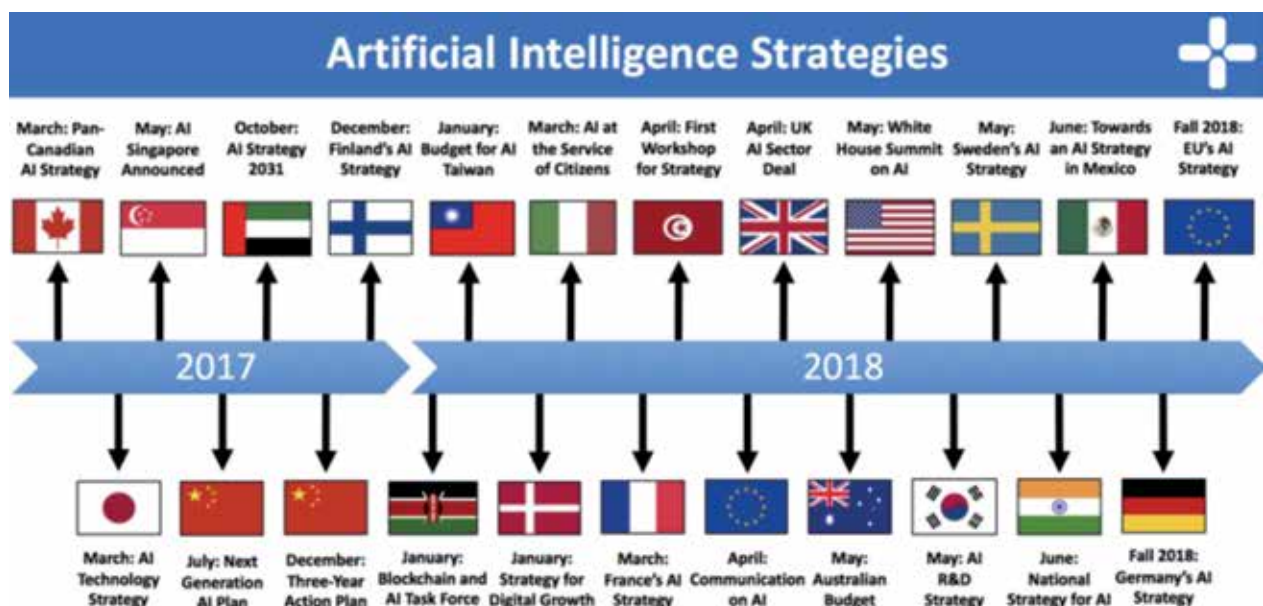 Artificial Intelligence Strategies
March: Pan-
Canadian
AI Strategy
May: AI
Singapore
Announced
October:
AI Strategy
2031
December:
Finland's AI
Strategy
January:
Budget for AI
Taiwan
March: AI at
the Service
of Citizens
April: First
Workshop
for Strategy
April: UK
AI Sector
Deal
May: White
House Summit
on AI
May:
Sweden's AI
Strategy
June: Towards
an AI Strategy
in Mexico
Fall 2018:
EU's AI
Strategy
2017
2018
March: AI
Technology
Strategy
July: Next
Generation
AI Plan
December:
Three-Year
Action Plan
January:
Blockchain and
AI Task Force
January:
Strategy for
Digital Growth
March:
France's AI
Strategy
April:
Communication
on AI
May:
Australian
Budget
May: AI
R&D
Strategy
June:
National
Strategy for AI
Fall 2018:
Germany's AI
Strategy